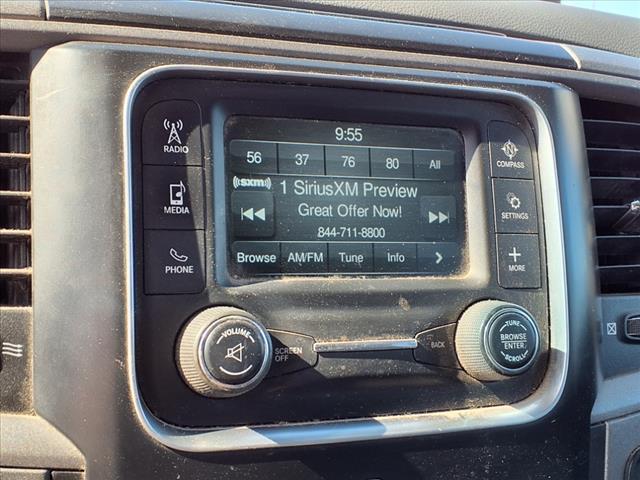 9:55
56 37 76 80 All
((sxm))
1 SiriusXM Preview
Great Offer Now!
844-711-8800
Browse AM/FM Tune Info >
RADIO
MEDIA
PHONE
N
COMPASS
SETTINGS
+
MORE
VOLUME
SCREEN
OFF
BACK
TUNE
BROWSE
ENTER
SCROLL